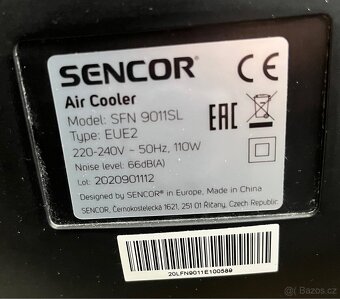 SENCOR®
CE
Air Cooler
Model: SFN 9011SL
EAC
Type: EUE2
220-240V ~ 50Hz, 110W
Noise level: 66dB(A)
Lot: 2020901112
Designed by SENCOR® in Europe, Made in China
SENCOR, Černokostelecká 1621, 251 01 Říčany, Czech Republic
20LFN9011E100589
Bazoš.cz